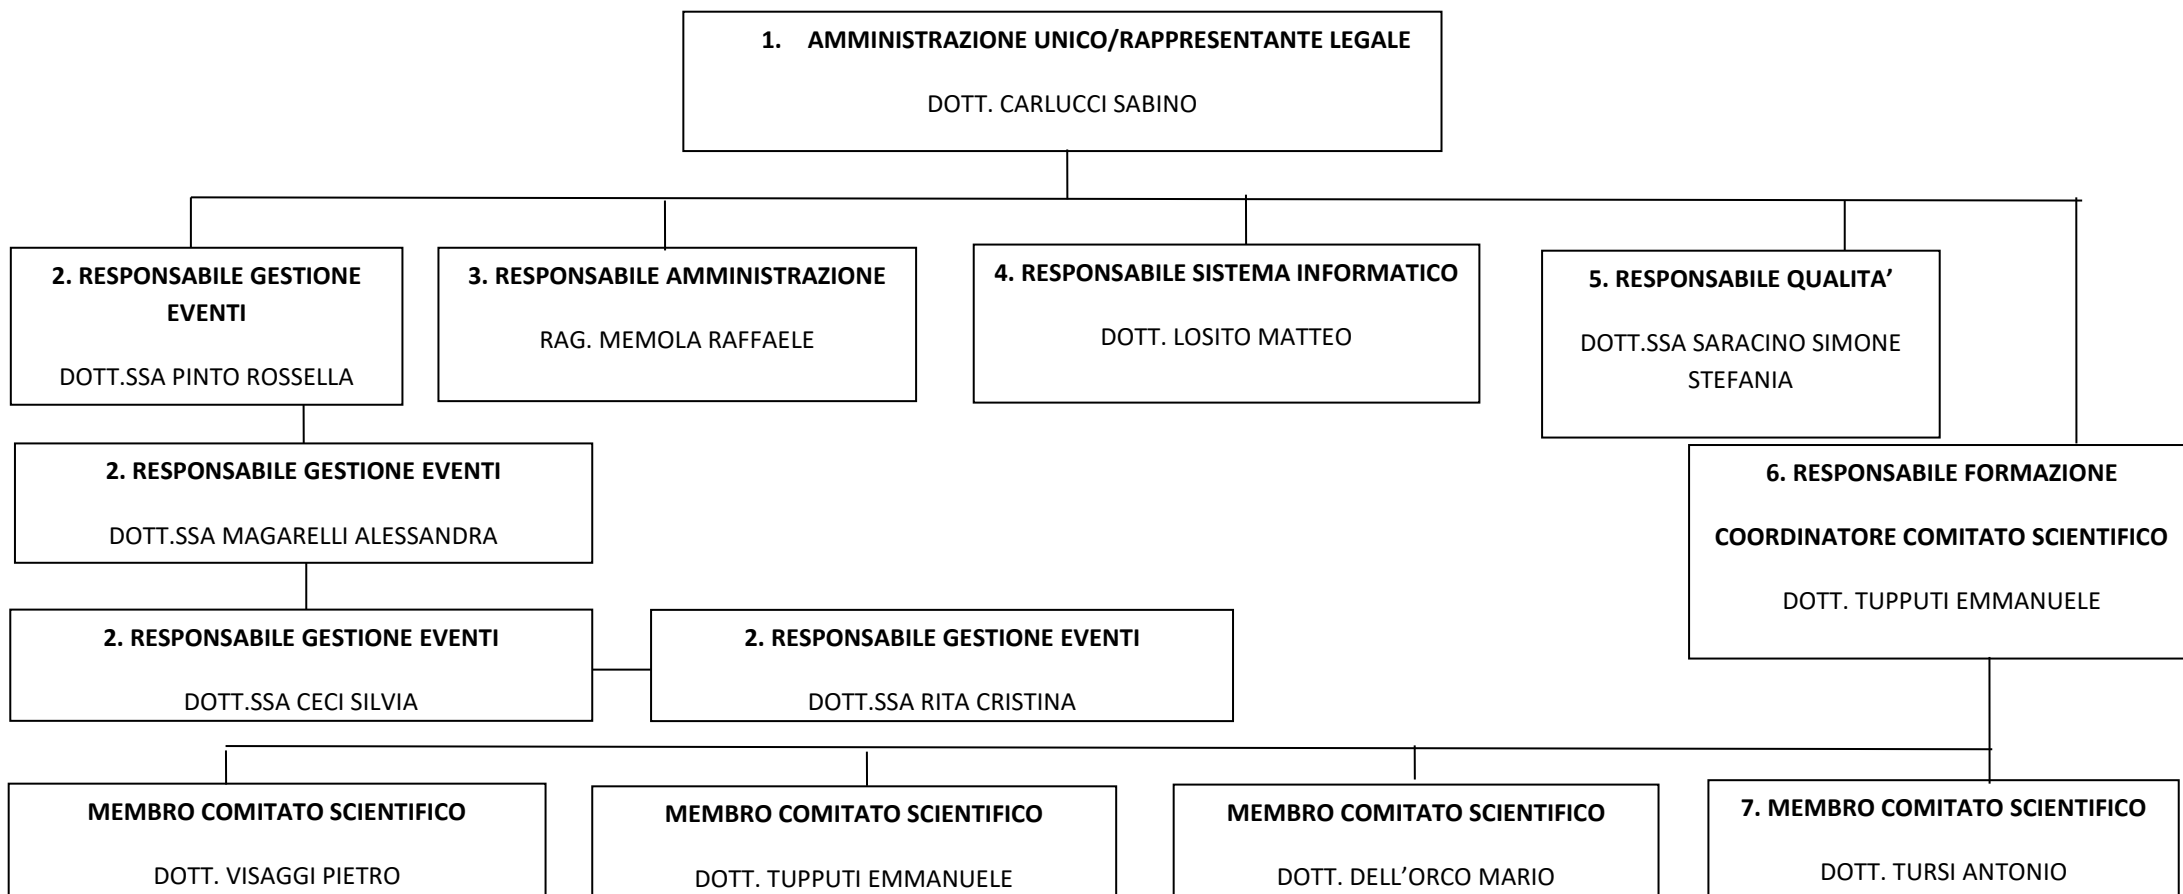 1. AMMINISTRAZIONE UNICO/RAPPRESENTANTE LEGALE
DOTT. CARLUCCI SABINO
2. RESPONSABILE GESTIONE
EVENTI
DOTT.SSA PINTO ROSSELLA
3. RESPONSABILE AMMINISTRAZIONE
RAG. MEMOLA RAFFAELE
4. RESPONSABILE SISTEMA INFORMATICO
DOTT. LOSITO MATTEO
5. RESPONSABILE QUALITA’
DOTT.SSA SARACINO SIMONE
STEFANIA
2. RESPONSABILE GESTIONE EVENTI
DOTT.SSA MAGARELLI ALESSANDRA
6. RESPONSABILE FORMAZIONE
COORDINATORE COMITATO SCIENTIFICO
DOTT. TUPPUTI EMMANUELE
2. RESPONSABILE GESTIONE EVENTI
DOTT.SSA CECI SILVIA
2. RESPONSABILE GESTIONE EVENTI
DOTT.SSA RITA CRISTINA
MEMBRO COMITATO SCIENTIFICO
DOTT. VISAGGI PIETRO
MEMBRO COMITATO SCIENTIFICO
DOTT. TUPPUTI EMMANUELE
MEMBRO COMITATO SCIENTIFICO
DOTT. DELL’ORCO MARIO
7. MEMBRO COMITATO SCIENTIFICO
DOTT. TURSI ANTONIO